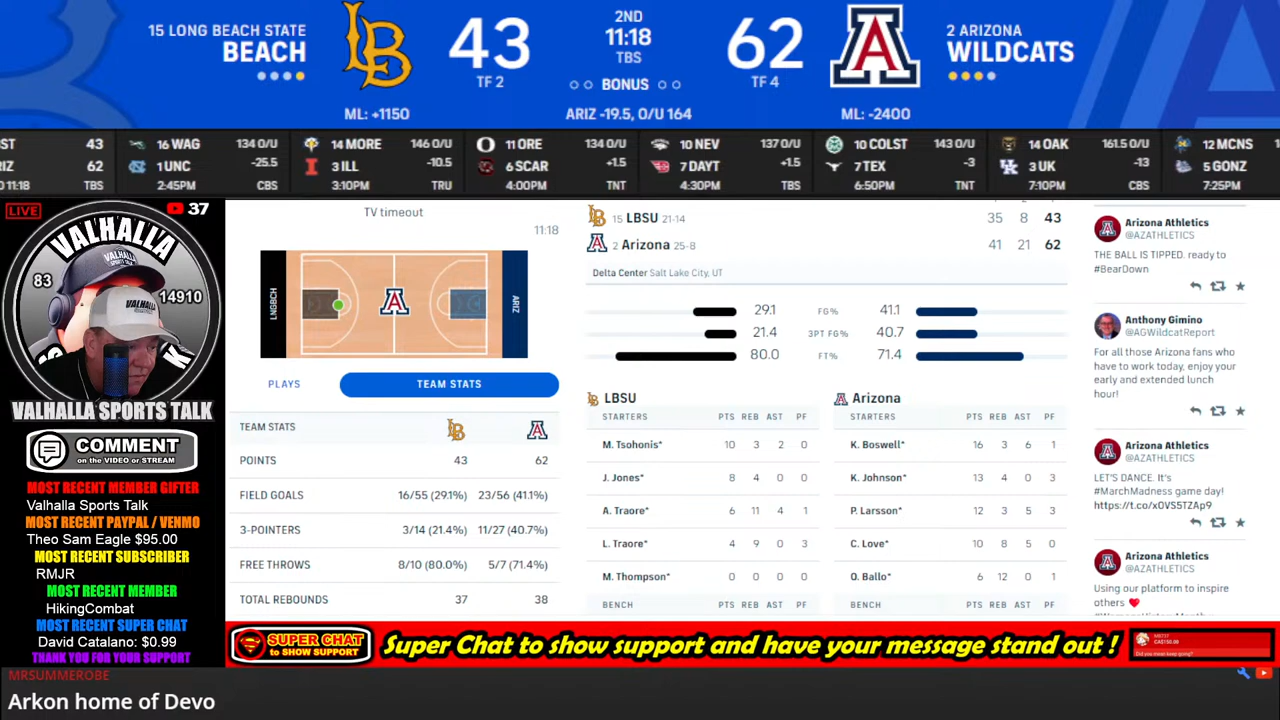 15 LONG BEACH STATE
BEACH
LB
43
TF 2
2ND
11:18
TBS
BONUS
62
TF 4
A
2 ARIZONA
WILDCATS
ML: +1150
ARIZ -19.5, O/U 164
ML: -2400
ST 43
RIZ 62
0 11:18 TBS
16 WAG 134 O/U
1 UNC -25.5
2:45PM CBS
14 MORE 146 O/U
3 ILL -10.5
3:10PM TRU
11 ORE 134 O/U
6 SCAR +1.5
4:00PM TNT
10 NEV 137 O/U
7 DAYT +1.5
4:30PM TBS
10 COLST 143 O/U
7 TEX -3
6:50PM TNT
14 OAK 161.5 O/U
3 UK -13
7:10PM CBS
12 MCNS
5 GONZ
7:25PM
LIVE
37
VALHALLA
83
14910
VALHALLA
VALHALLA SPORTS TALK
COMMENT
on the VIDEO or STREAM
MOST RECENT MEMBER GIFTER
Valhalla Sports Talk
MOST RECENT PAYPAL / VENMO
Theo Sam Eagle $95.00
MOST RECENT SUBSCRIBER
RMJR
MOST RECENT MEMBER
HikingCombat
MOST RECENT SUPER CHAT
David Catalano: $0.99
THANK YOU FOR YOUR SUPPORT
TV timeout
11:18
LNGBCH
A
ARIZ
PLAYS
TEAM STATS
TEAM STATS
POINTS 43 62
FIELD GOALS 16/55 (29.1%) 23/56 (41.1%)
3-POINTERS 3/14 (21.4%) 11/27 (40.7%)
FREE THROWS 8/10 (80.0%) 5/7 (71.4%)
TOTAL REBOUNDS 37 38
15 LBSU 21-14 35 8 43
2 Arizona 25-8 41 21 62
Delta Center Salt Lake City, UT
29.1 FG% 41.1
21.4 3PT FG% 40.7
80.0 FT% 71.4
LBSU
STARTERS PTS REB AST PF
M. Tsohonis* 10 3 2 0
J. Jones* 8 4 0 0
A. Traore* 6 11 4 1
L. Traore* 4 9 0 3
M. Thompson* 0 0 0 0
BENCH PTS REB AST PF
Arizona
STARTERS PTS REB AST PF
K. Boswell* 16 3 6 1
K. Johnson* 13 4 0 3
P. Larsson* 12 3 5 3
C. Love* 10 8 5 0
O. Ballo* 6 12 0 1
BENCH PTS REB AST PF
Arizona Athletics
@AZATHLETICS
THE BALL IS TIPPED. ready to
#BearDown
Anthony Gimino
@AGWildcatReport
For all those Arizona fans who
have to work today, enjoy your
early and extended lunch
hour!
Arizona Athletics
@AZATHLETICS
LET'S DANCE. It's
#MarchMadness game day!
https://t.co/xOVS5TZAp9
Arizona Athletics
@AZATHLETICS
Using our platform to inspire
others ❤️
SUPER CHAT
to SHOW SUPPORT
Super Chat to show support and have your message stand out !
MRSUMMEROBE
Arkon home of Devo